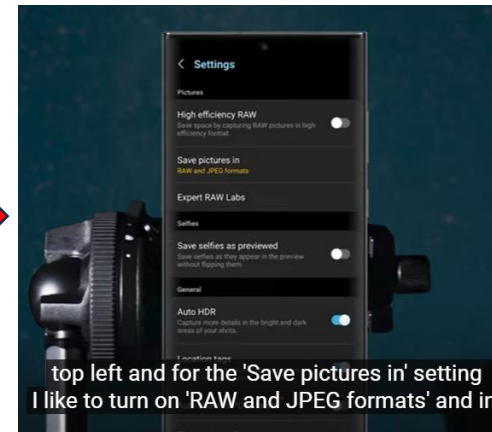 Settings
Pictures
High efficiency RAW
Save space by capturing RAW pictures in high
efficiency format.
Save pictures in
RAW and JPEG formats
Expert RAW Labs
Selfies
Save selfies as previewed
Save selfies as they appear in the preview
without flipping them.
General
Auto HDR
Capture more details in the bright and dark
areas of your shots.
Location tags
top left and for the 'Save pictures in' setting
I like to turn on 'RAW and JPEG formats' and in